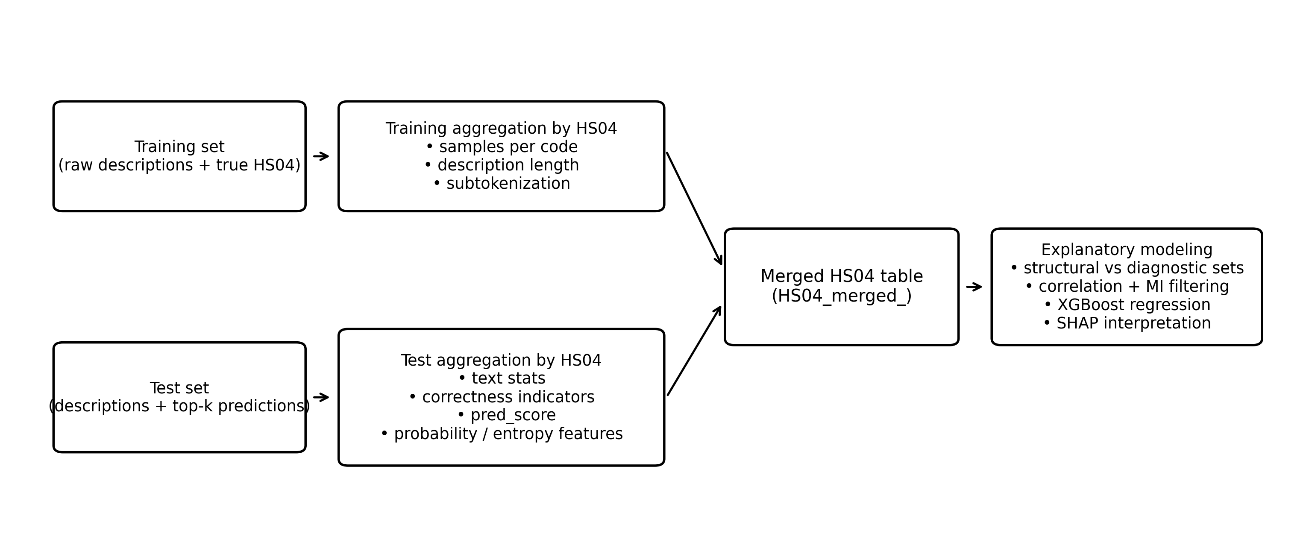 Training set
(raw descriptions + true HS04)
Training aggregation by HS04
• samples per code
• description length
• subtokenization
Test set
(descriptions + top-k predictions)
Test aggregation by HS04
• text stats
• correctness indicators
• pred_score
• probability / entropy features
Merged HS04 table
(HS04_merged_)
Explanatory modeling
• structural vs diagnostic sets
• correlation + MI filtering
• XGBoost regression
• SHAP interpretation